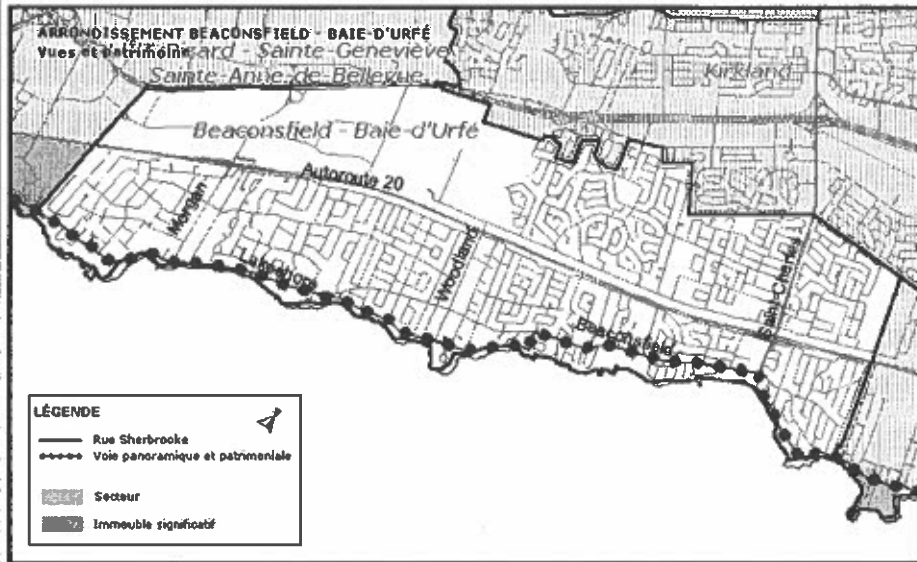 ARRONDISSEMENT BEACONSFIELD - BAIE-D'URFÉ
Vues et patrimoine
Bizard - Sainte Geneviève
Sainte-Anne-de-Bellevue
Kirkland
Beaconsfield - Baie-d'Urfé
Autoroute 20
Morgan
Lakeshore
Woodland
Beaconsfield
Saint-Charles
LÉGENDE
Rue Sherbrooke
Voie panoramique et patrimoniale
Secteur
Immeuble significatif